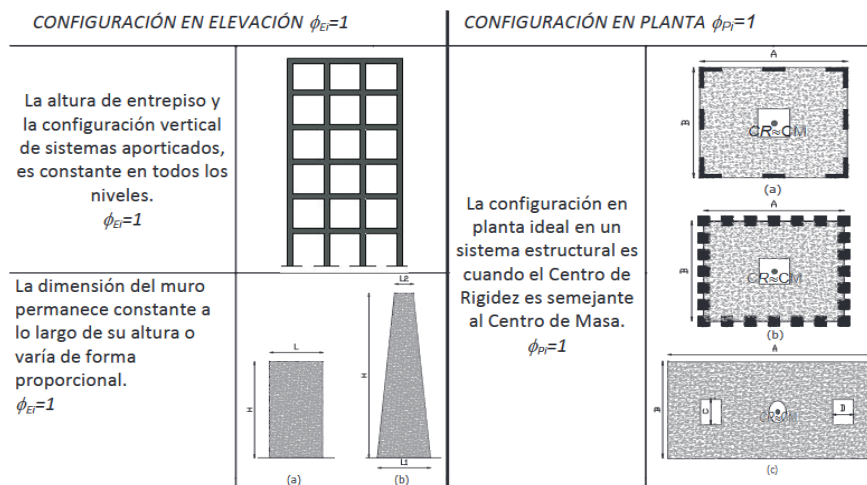 CONFIGURACIÓN EN ELEVACIÓN ϕEi=1
CONFIGURACIÓN EN PLANTA ϕPi=1
La altura de entrepiso y
la configuración vertical
de sistemas aporticados,
es constante en todos los
niveles.
ϕEi=1
La dimensión del muro
permanece constante a
lo largo de su altura o
varía de forma
proporcional.
ϕEi=1
L
H
(a)
L2
H
L1
(b)
La configuración en
planta ideal en un
sistema estructural es
cuando el Centro de
Rigidez es semejante
al Centro de Masa.
ϕPi=1
A
B
CR≈CM
(a)
A
B
CR≈CM
(b)
A
B
C
CR≈CM
D
(c)